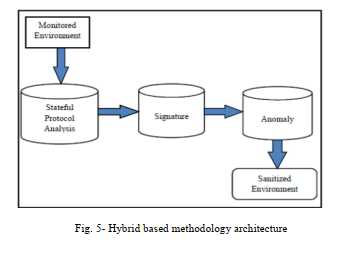 Monitored
Environment
Stateful
Protocol
Analysis
Signature
Anomaly
Sanitized
Environment
Fig. 5- Hybrid based methodology architecture